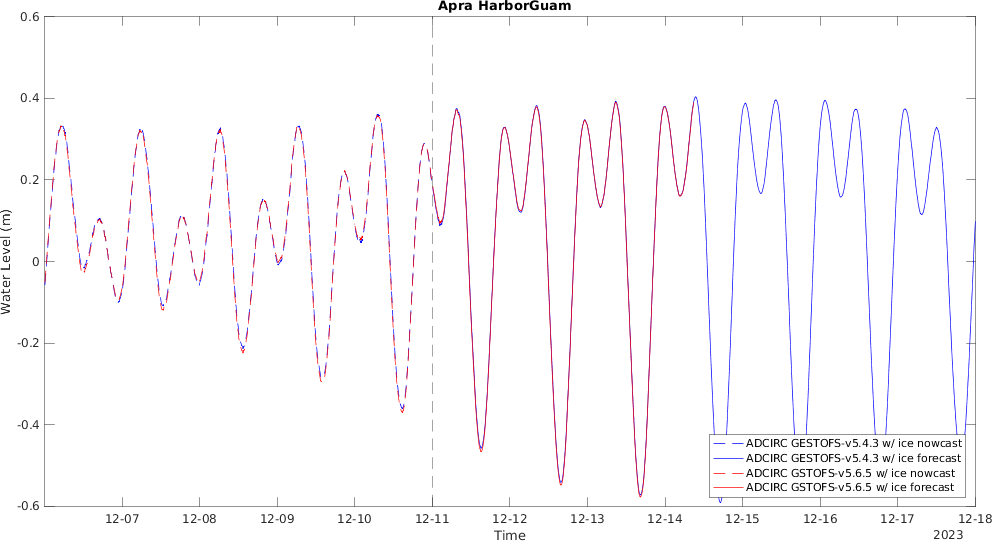 Apra HarborGuam
0.6
0.4
0.2
0
-0.2
-0.4
-0.6
Water Level (m)
ADCIRC GESTOFS-v5.4.3 w/ ice nowcast
ADCIRC GESTOFS-v5.4.3 w/ ice forecast
ADCIRC GSTOFS-v5.6.5 w/ ice nowcast
ADCIRC GSTOFS-v5.6.5 w/ ice forecast
12-07 12-08 12-09 12-10 12-11 12-12 12-13 12-14 12-15 12-16 12-17 12-18
Time
2023